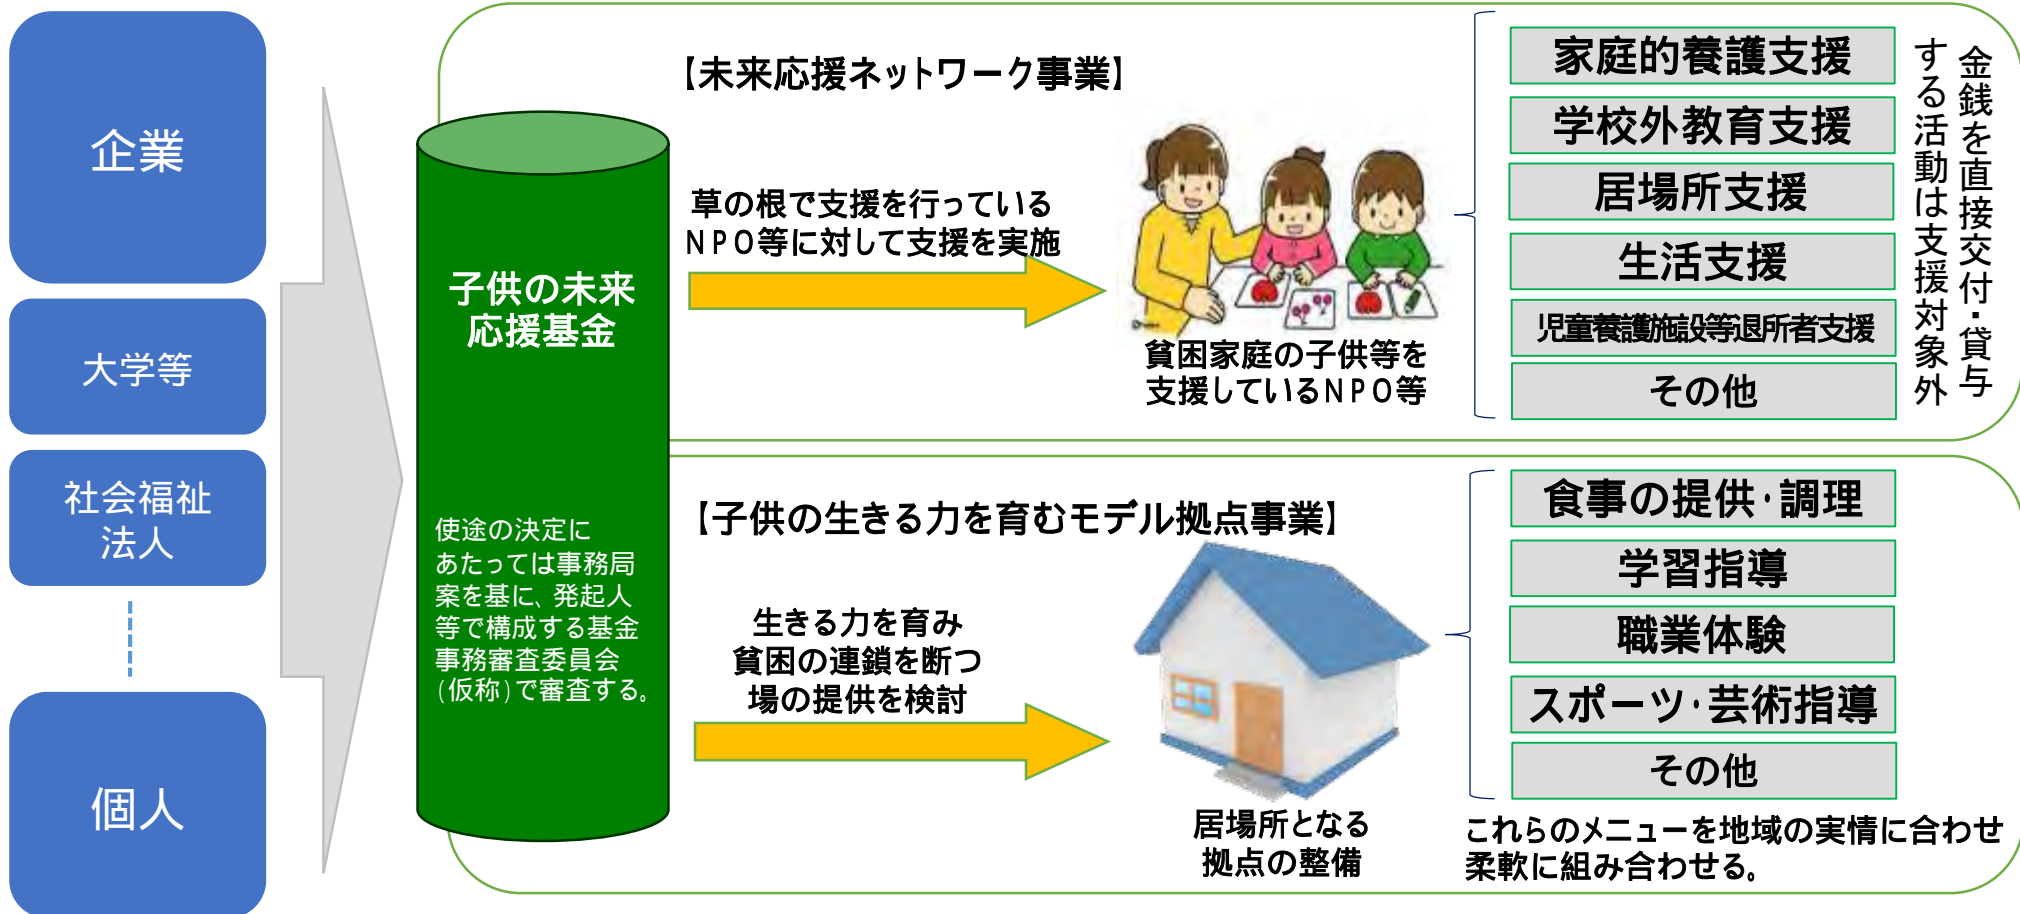 企業
大学等
社会福祉
法人
個人
子供の未来
応援基金
使途の決定に
あたっては事務局
案を基に、発起人
等で構成する基金
事務審査委員会
(仮称)で審査する。
【未来応援ネットワーク事業】
草の根で支援を行っている
NPO等に対して支援を実施
貧困家庭の子供等を
支援しているNPO等
家庭的養護支援
学校外教育支援
居場所支援
生活支援
児童養護施設等退所者支援
その他
金銭を直接交付・貸与
する活動は支援対象外
【子供の生きる力を育むモデル拠点事業】
生きる力を育み
貧困の連鎖を断つ
場の提供を検討
居場所となる
拠点の整備
食事の提供・調理
学習指導
職業体験
スポーツ・芸術指導
その他
これらのメニューを地域の実情に合わせ
柔軟に組み合わせる。